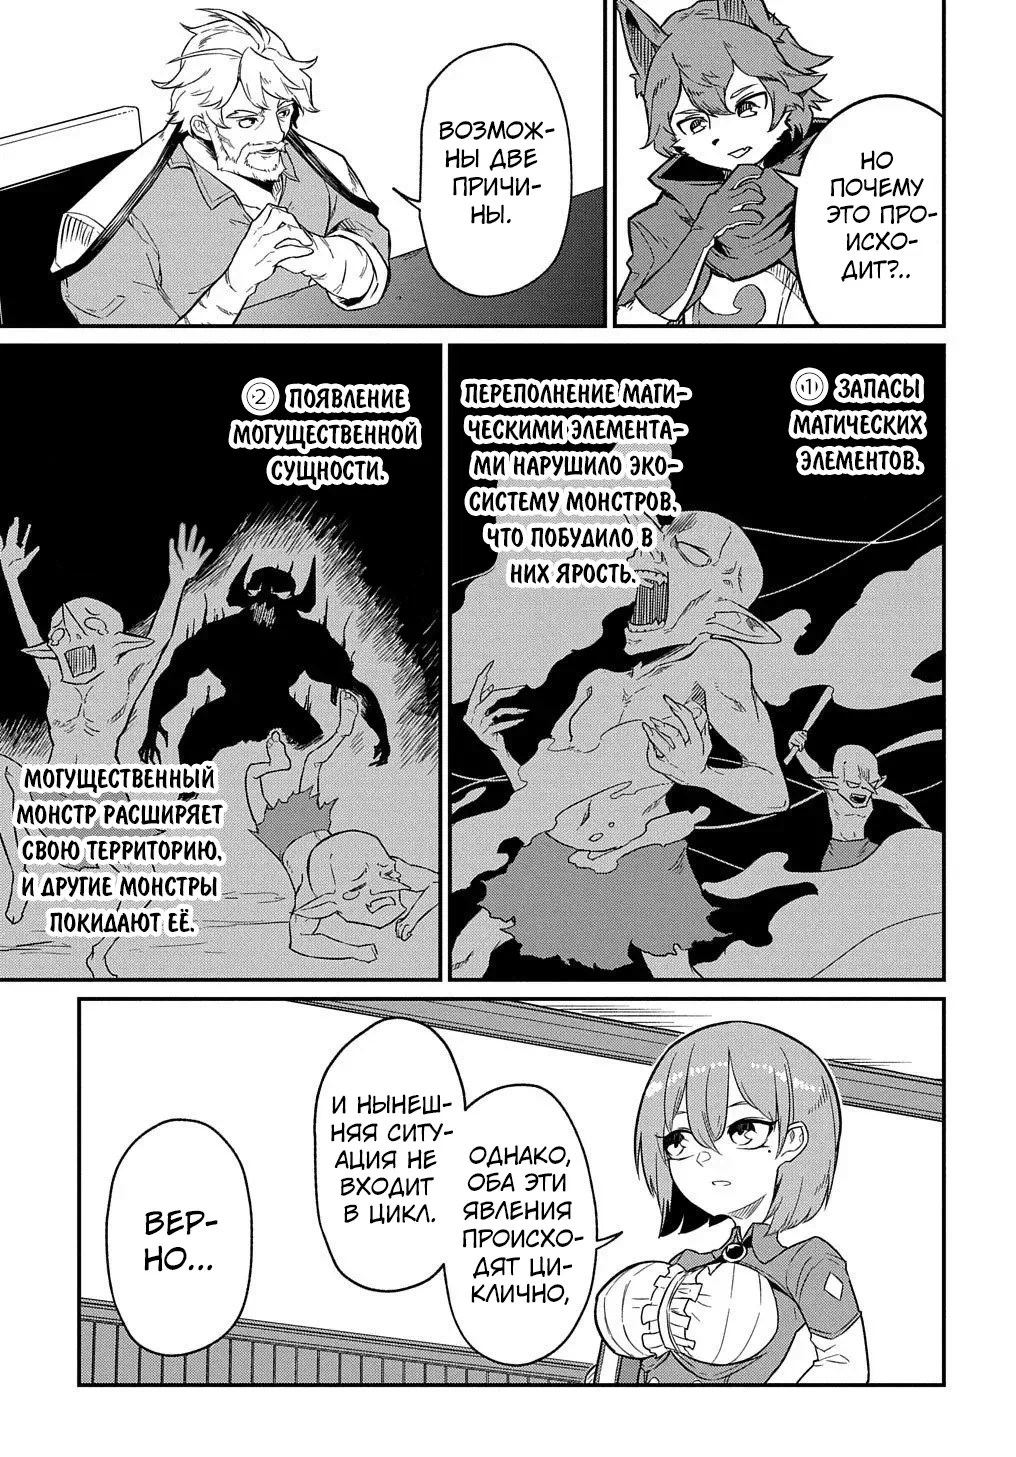 НО
ПОЧЕМУ
ЭТО ПРО-
ИСХО-
ДИТ?..
ВОЗМОЖ-
НЫ ДВЕ
ПРИЧИ-
НЫ.
① ЗАПАСЫ
МАГИЧЕСКИХ
ЭЛЕМЕНТОВ.
ПЕРЕПОЛНЕНИЕ МАГИ-
ЧЕСКИМИ ЭЛЕМЕНТА-
МИ НАРУШИЛО ЭКО-
СИСТЕМУ МОНСТРОВ,
ЧТО ПОБУДИЛО В
НИХ ЯРОСТЬ.
② ПОЯВЛЕНИЕ
МОГУЩЕСТВЕННОЙ
СУЩНОСТИ.
МОГУЩЕСТВЕННЫЙ
МОНСТР РАСШИРЯЕТ
СВОЮ ТЕРРИТОРИЮ,
И ДРУГИЕ МОНСТРЫ
ПОКИДАЮТ ЕЁ.
ОДНАКО,
ОБА ЭТИ
ЯВЛЕНИЯ
ПРОИСХО-
ДЯТ ЦИ-
КЛИЧНО,
И НЫНЕШ-
НЯЯ СИТУ-
АЦИЯ НЕ
ВХОДИТ
В ЦИКЛ.
ВЕР-
НО...